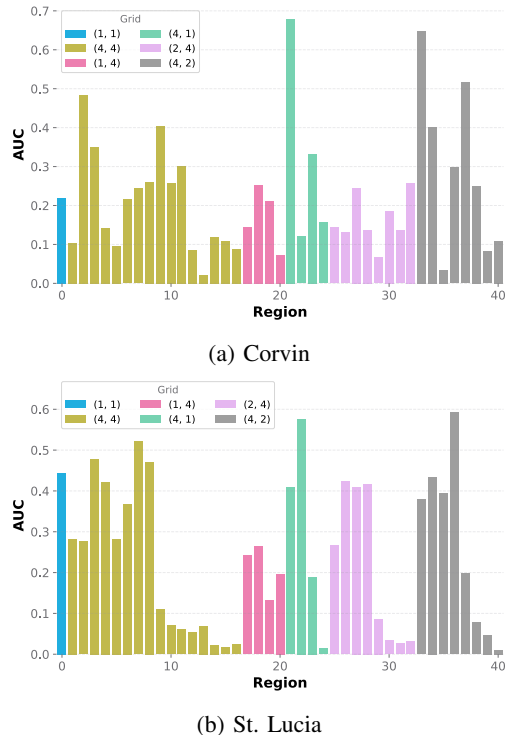 0.7
0.6
0.5
0.4
0.3
0.2
0.1
0.0
AUC
Grid
(1, 1) (4, 1)
(4, 4) (2, 4)
(1, 4) (4, 2)
0 10 20 30 40
Region
(a) Corvin
0.6
0.5
0.4
0.3
0.2
0.1
0.0
AUC
Grid
(1, 1) (1, 4) (2, 4)
(4, 4) (4, 1) (4, 2)
0 10 20 30 40
Region
(b) St. Lucia